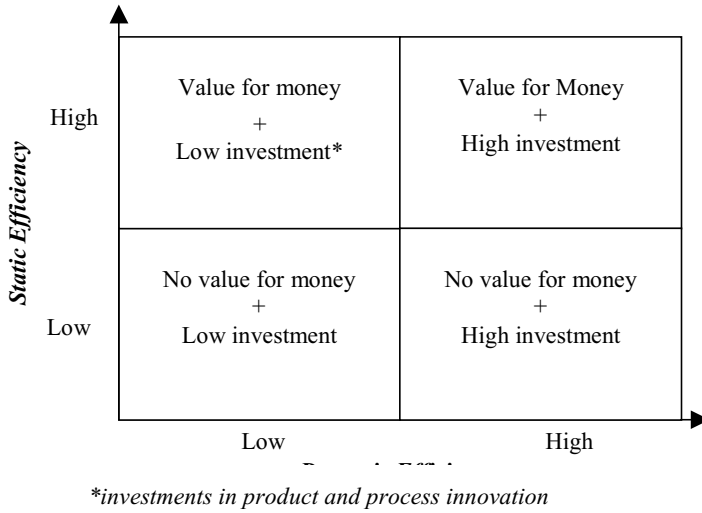 Value for money
+
Low investment*
Value for Money
+
High investment
High
Static Efficiency
No value for money
+
Low investment
No value for money
+
High investment
Low
Low
High
*investments in product and process innovation